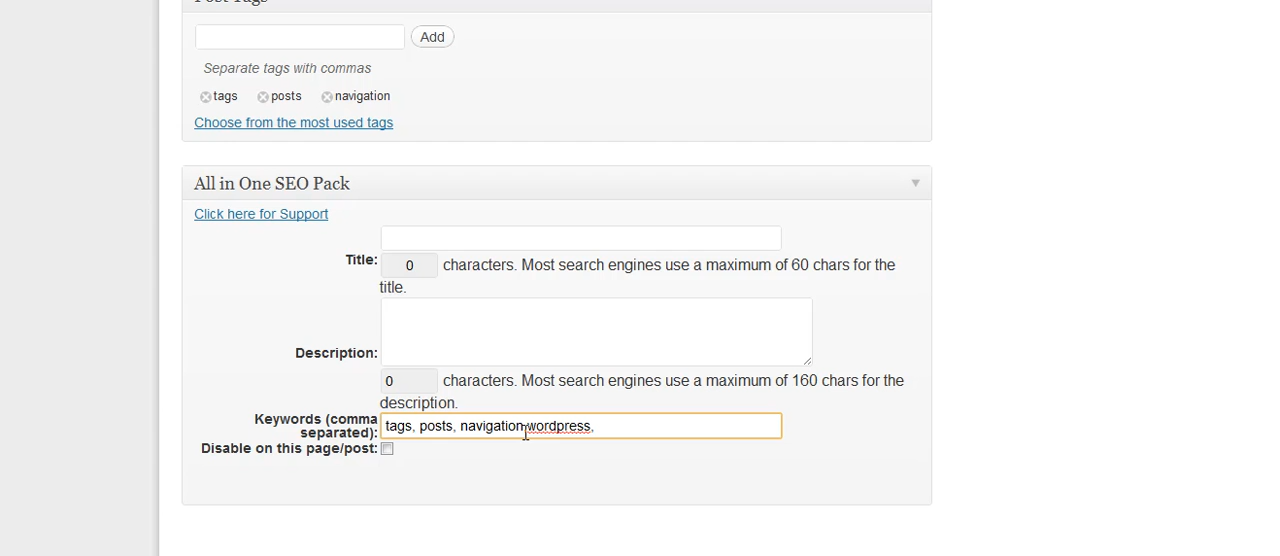 Post Tags
Add
Separate tags with commas
tags posts navigation
Choose from the most used tags
All in One SEO Pack
Click here for Support
Title:
0 characters. Most search engines use a maximum of 60 chars for the
title.
Description:
0 characters. Most search engines use a maximum of 160 chars for the
description.
Keywords (comma
separated):
tags, posts, navigation wordpress,
Disable on this page/post: